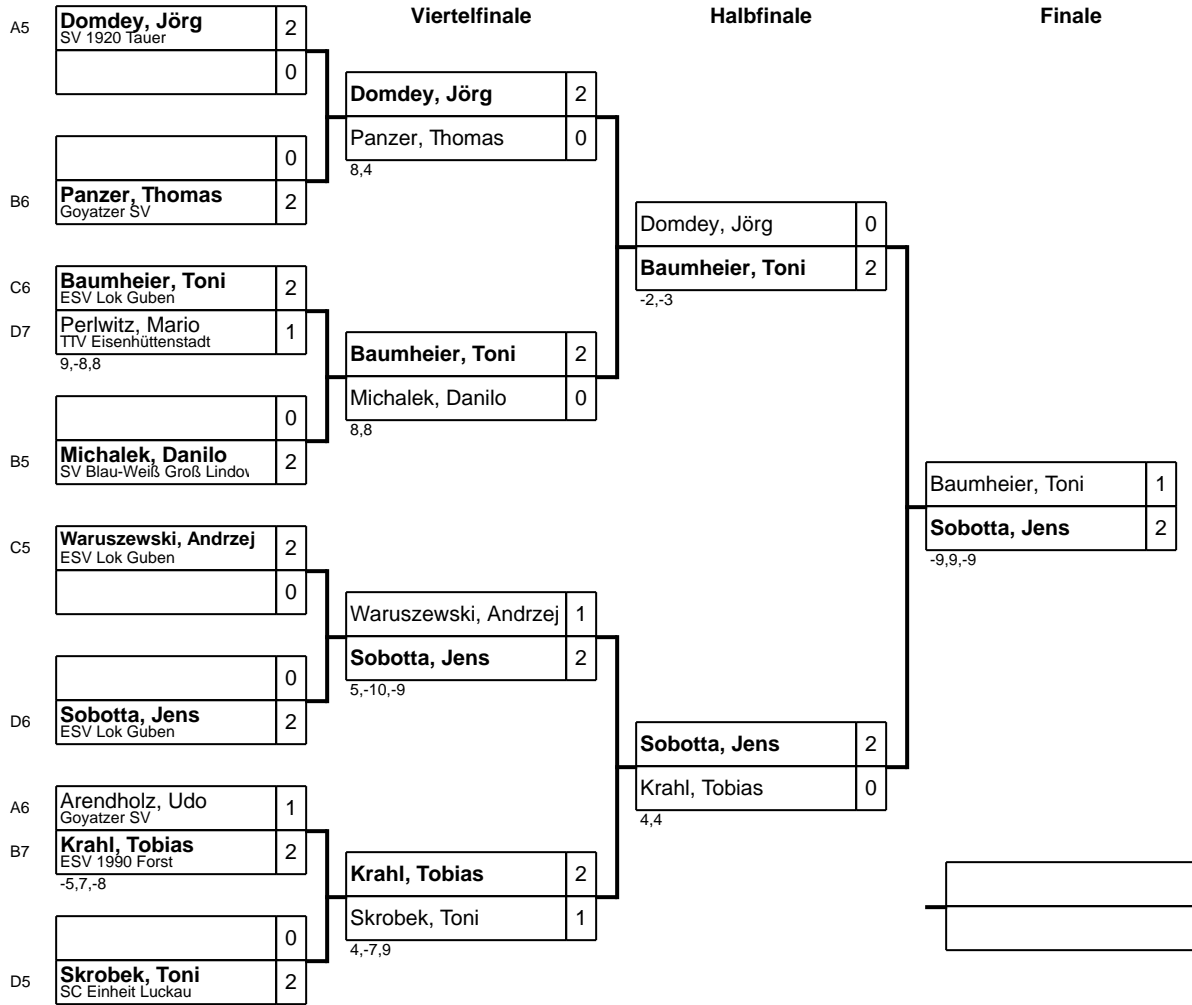 Viertelfinale Halbfinale Finale
A5 Domdey, Jörg 2
SV 1920 Tauer
0
0
B6 Panzer, Thomas 2
Goyatzer SV
C6 Baumheier, Toni 2
ESV Lok Guben
D7 Perlwitz, Mario 1
TTV Eisenhüttenstadt
9,-8,8
0
B5 Michalek, Danilo 2
SV Blau-Weiß Groß Lindow
C5 Waruszewski, Andrzej 2
ESV Lok Guben
0
0
D6 Sobotta, Jens 2
ESV Lok Guben
A6 Arendholz, Udo 1
Goyatzer SV
B7 Krahl, Tobias 2
ESV 1990 Forst
-5,7,-8
0
D5 Skrobek, Toni 2
SC Einheit Luckau
Domdey, Jörg 2
Panzer, Thomas 0
8,4
Baumheier, Toni 2
Michalek, Danilo 0
8,8
Waruszewski, Andrzej 1
Sobotta, Jens 2
5,-10,-9
Krahl, Tobias 2
Skrobek, Toni 1
4,-7,9
Domdey, Jörg 0
Baumheier, Toni 2
-2,-3
Sobotta, Jens 2
Krahl, Tobias 0
4,4
Baumheier, Toni 1
Sobotta, Jens 2
-9,9,-9